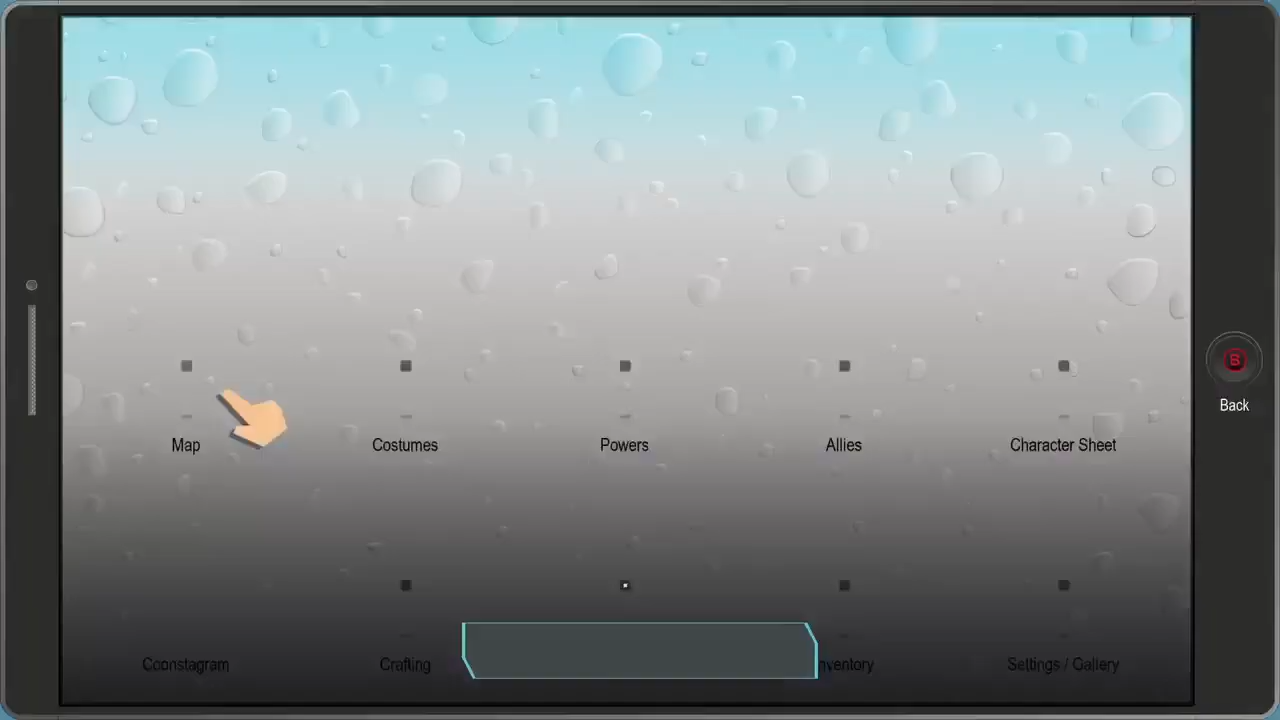 B
Back
Map Costumes Powers Allies Character Sheet
Coonstagram Crafting nventory Settings / Gallery